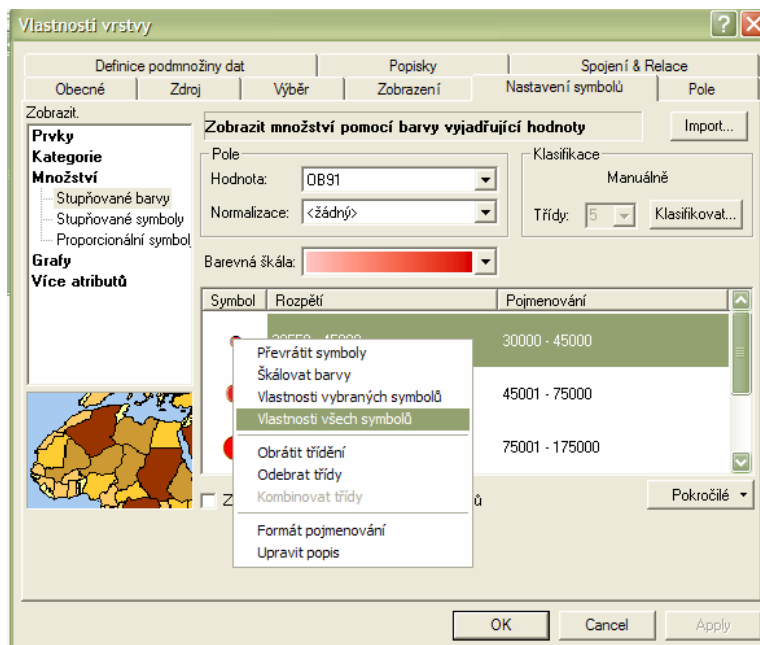 Vlastnosti vrstvy
Definice podmnožiny dat Popisky Spojení & Relace
Obecné Zdroj Výběr Zobrazení Nastavení symbolů Pole
Zobrazit.
Prvky
Kategorie
Množství
Stupňované barvy
Stupňované symboly
Proporcionální symbol
Grafy
Více atributů
Zobrazit množství pomocí barvy vyjadřující hodnoty Import...
Pole
Hodnota: OB91
Normalizace: <žádný>
Klasifikace
Manuálně
Třídy: 5 Klasifikovat...
Barevná škála:
Symbol Rozpětí Pojmenování
30000 - 45000
45001 - 75000
75001 - 175000
Převrátit symboly
Škálovat barvy
Vlastnosti vybraných symbolů
Vlastnosti všech symbolů
Obrátit třídění
Odebrat třídy
Kombinovat třídy
Formát pojmenování
Upravit popis
Pokročilé
OK Cancel Apply